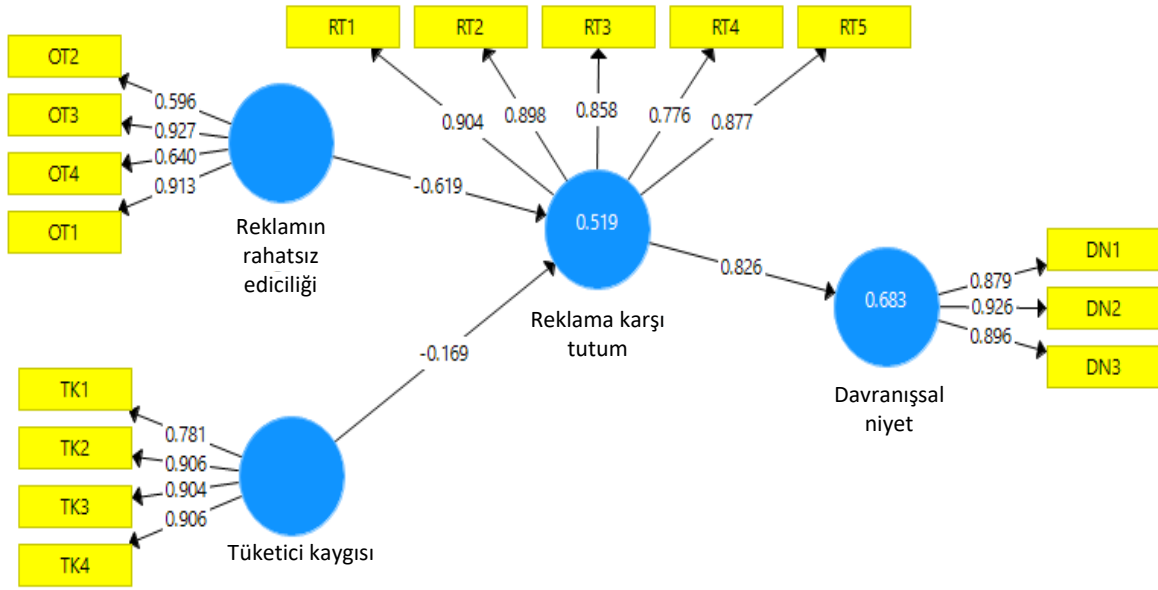 RT1
RT2
RT3
RT4
RT5
OT2
OT3
OT4
OT1
0.596
0.927
0.640
0.913
0.904
0.898
0.858
0.776
0.877
-0.619
Reklamın
rahatsız
ediciliği
0.519
Reklama karşı
tutum
0.826
0.683
Davranışsal
niyet
0.879
0.926
0.896
DN1
DN2
DN3
-0.169
TK1
TK2
TK3
TK4
0.781
0.906
0.904
0.906
Tüketici kaygısı